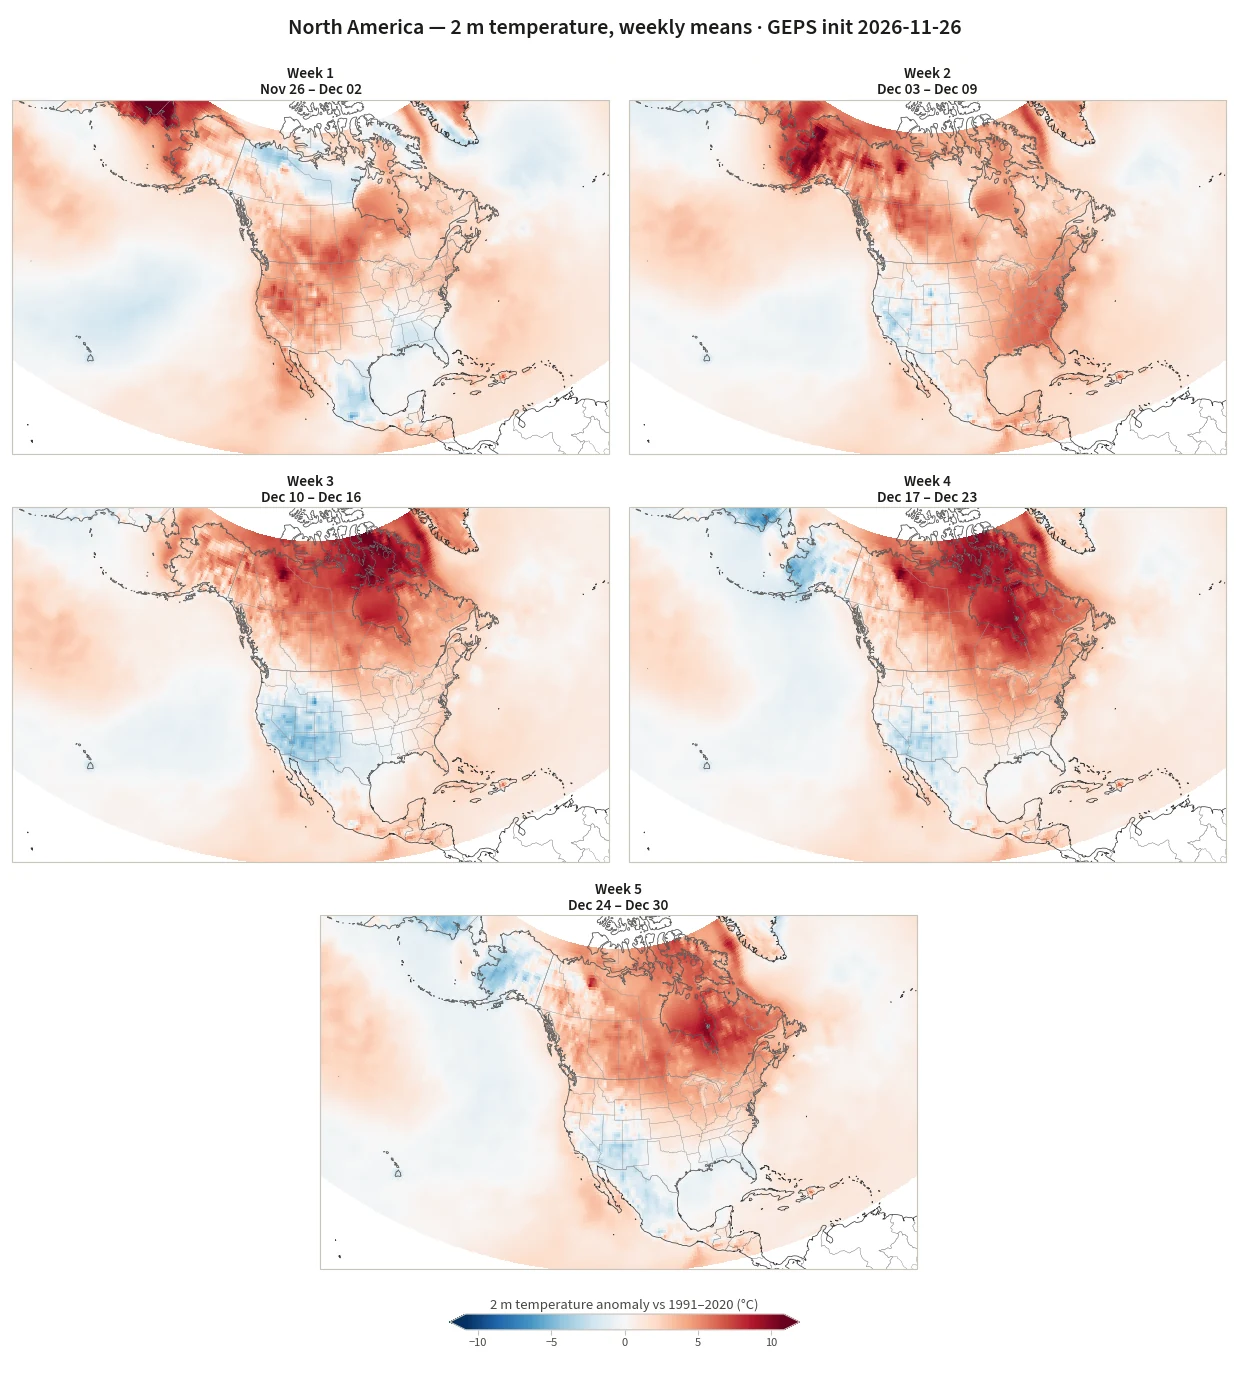 North America — 2 m temperature, weekly means · GEPS init 2026-11-26
Week 1
Nov 26 – Dec 02
Week 2
Dec 03 – Dec 09
Week 3
Dec 10 – Dec 16
Week 4
Dec 17 – Dec 23
Week 5
Dec 24 – Dec 30
2 m temperature anomaly vs 1991–2020 (°C)
−10 −5 0 5 10